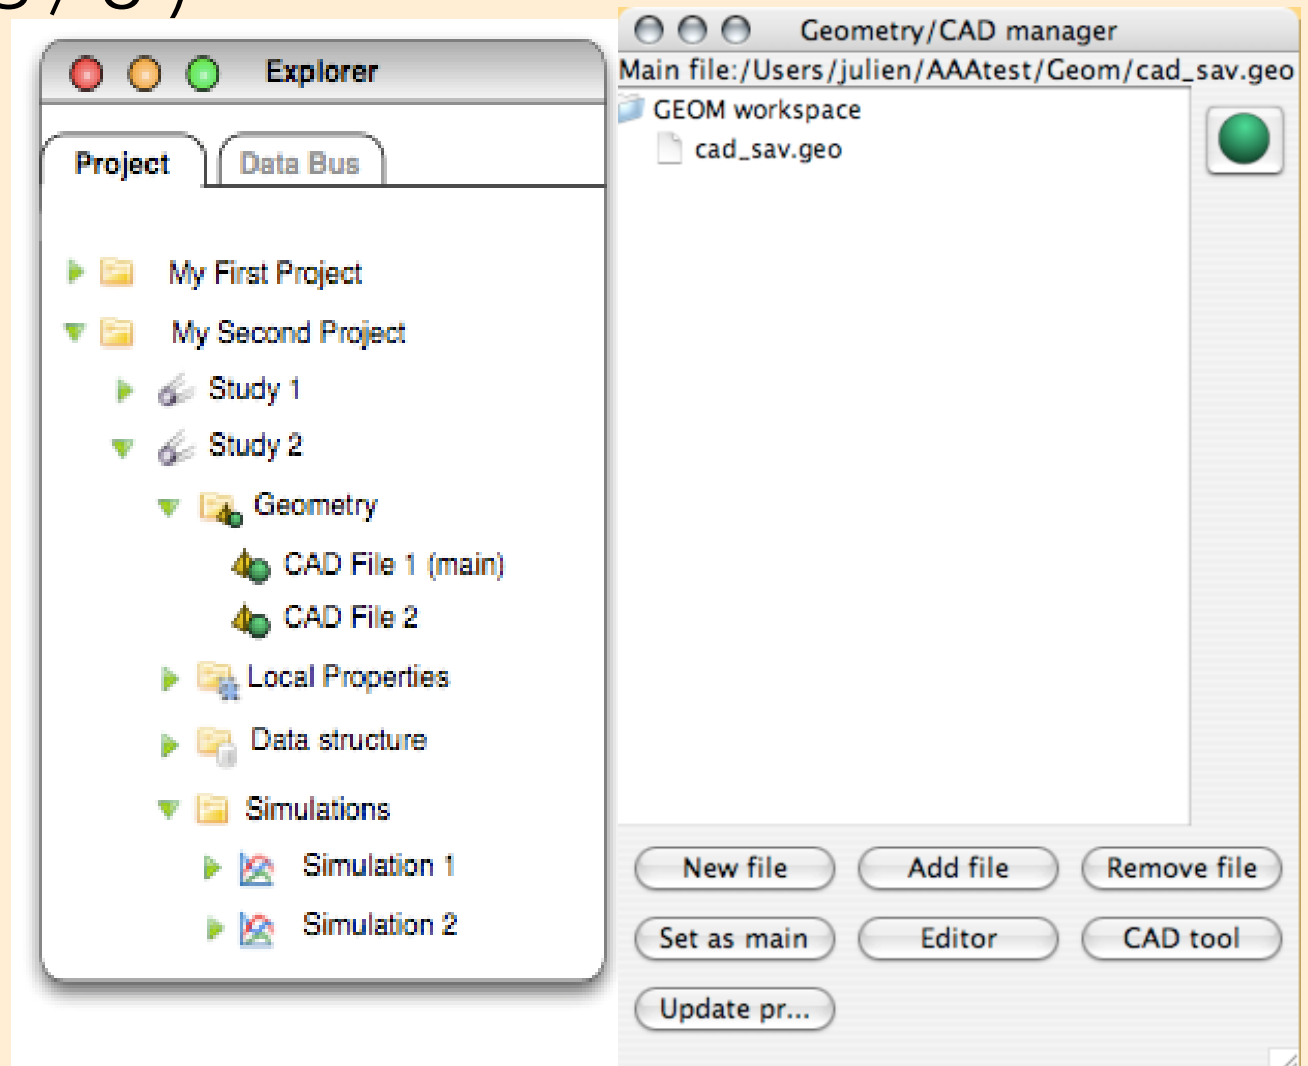 Explorer
Project
Data Bus
My First Project
My Second Project
Study 1
Study 2
Geometry
CAD File 1 (main)
CAD File 2
Local Properties
Data structure
Simulations
Simulation 1
Simulation 2
Geometry/CAD manager
Main file:/Users/julien/AAAtest/Geom/cad_sav.geo
GEOM workspace
cad_sav.geo
New file
Add file
Remove file
Set as main
Editor
CAD tool
Update pr...